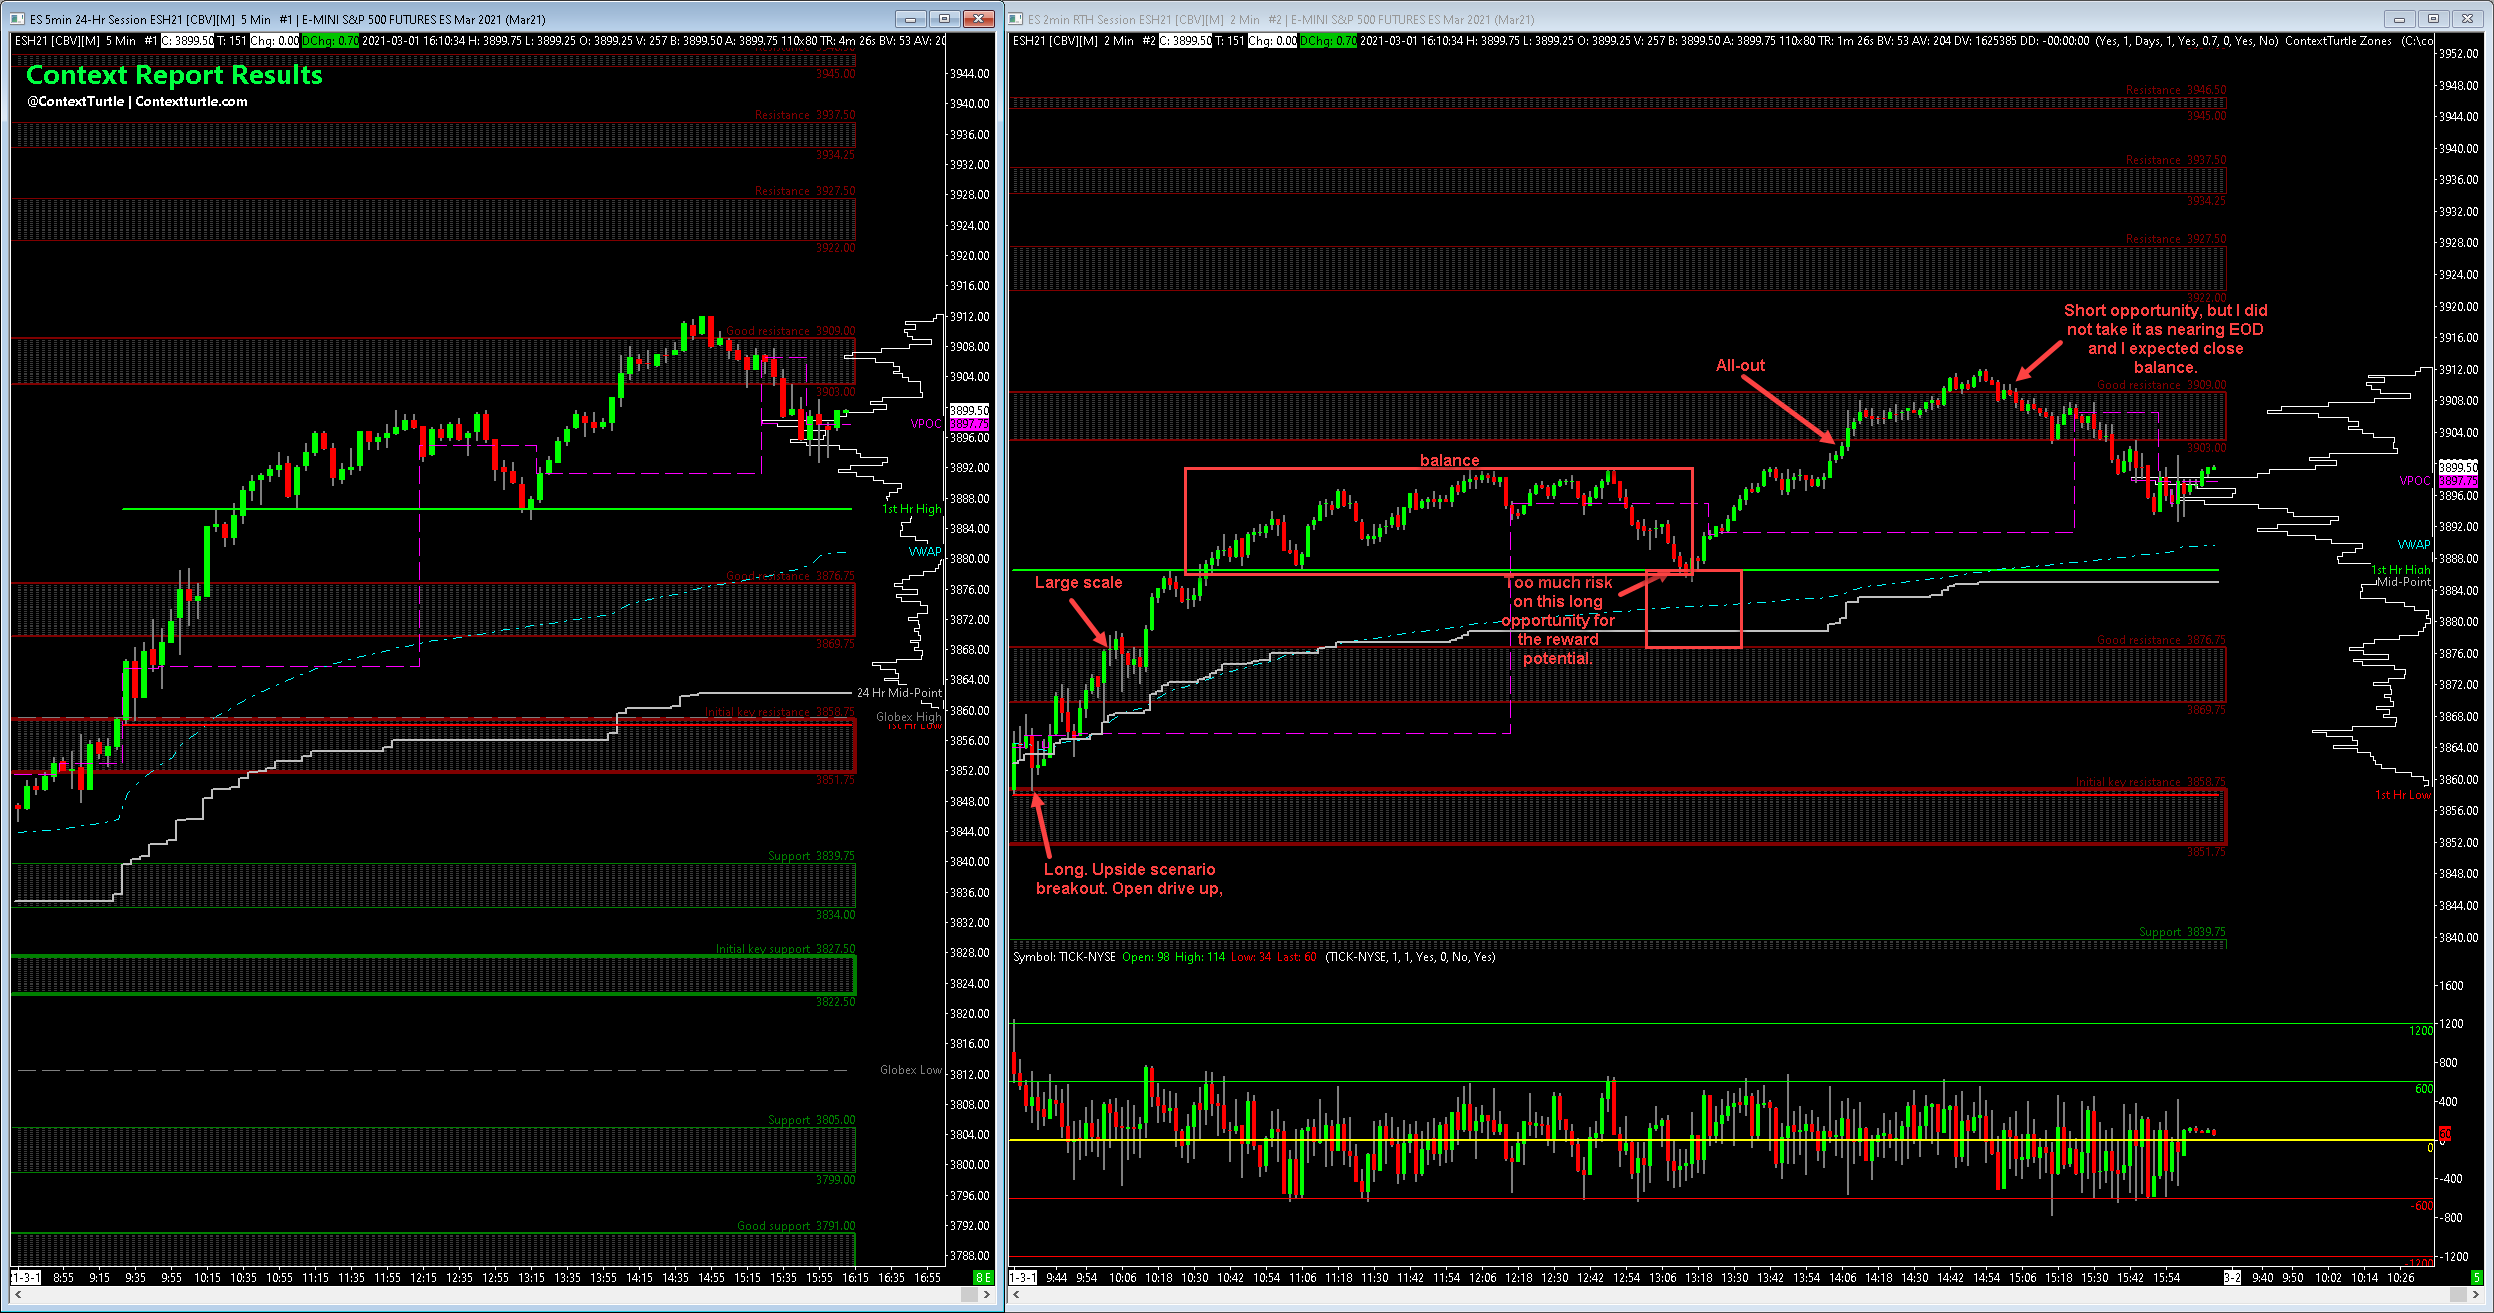 ES 5min 24-Hr Session ESH21 [CBV][M] 5 Min #1 | E-MINI S&P 500 FUTURES ES Mar 2021 (Mar21)
ESH21 [CBV][M] 5 Min #1 C: 3899.50 T: 151 Chg: 0.00 DChg: 0.70 2021-03-01 16:10:34 H: 3899.75 L: 3899.25 O: 3899.25 V: 257 B: 3899.50 A: 3899.75 110x80 TR: 4m 26s BV: 53 AV: 20
Context Report Results
@ContextTurtle | Contextturtle.com
3945.00
Resistance 3937.50
3934.25
Resistance 3927.50
3922.00
Good resistance 3909.00
3903.00
VPOC
1st Hr High
VWAP
Good resistance 3876.75
3869.75
24 Hr Mid-Point
Initial key resistance 3858.75
Globex High
1st Hr Low
3851.75
Support 3839.75
3834.00
Initial key support 3827.50
3822.50
Globex Low
Support 3805.00
3799.00
Good support 3791.00
3944.00
3940.00
3936.00
3932.00
3928.00
3924.00
3920.00
3916.00
3912.00
3908.00
3904.00
3899.50
3897.75
3896.00
3892.00
3888.00
3884.00
3880.00
3876.00
3872.00
3868.00
3864.00
3860.00
3856.00
3852.00
3848.00
3844.00
3840.00
3836.00
3832.00
3828.00
3824.00
3820.00
3816.00
3812.00
3808.00
3804.00
3800.00
3796.00
3792.00
3788.00
21-3-1 8:55 9:15 9:35 9:55 10:15 10:35 10:55 11:15 11:35 11:55 12:15 12:35 12:55 13:15 13:35 13:55 14:15 14:35 14:55 15:15 15:35 15:55 16:15 16:35 16:55 8 E
ES 2min RTH Session ESH21 [CBV][M] 2 Min #2 | E-MINI S&P 500 FUTURES ES Mar 2021 (Mar21)
ESH21 [CBV][M] 2 Min #2 C: 3899.50 T: 151 Chg: 0.00 DChg: 0.70 2021-03-01 16:10:34 H: 3899.75 L: 3899.25 O: 3899.25 V: 257 B: 3899.50 A: 3899.75 110x80 TR: 1m 26s BV: 53 AV: 204 DV: 1625385 DD: -00:00:00 (Yes, 1, Days, 1, Yes, 0.7, 0, Yes, No) ContextTurtle Zones (C:\co
Resistance 3946.50
3945.00
Resistance 3937.50
3934.25
Resistance 3927.50
3922.00
Short opportunity, but I did
not take it as nearing EOD
and I expected close
balance.
All-out
Good resistance 3909.00
balance
VPOC
VWAP
1st Hr High
Mid-Point
Large scale
Too much risk
on this long
opportunity for
the reward
potential.
Good resistance 3876.75
3869.75
Initial key resistance 3858.75
1st Hr Low
3851.75
Long. Upside scenario
breakout. Open drive up,
Support 3839.75
3952.00
3948.00
3944.00
3940.00
3936.00
3932.00
3928.00
3924.00
3920.00
3916.00
3912.00
3908.00
3904.00
3899.50
3897.75
3896.00
3892.00
3888.00
3884.00
3880.00
3876.00
3872.00
3868.00
3864.00
3860.00
3856.00
3852.00
3848.00
3844.00
3840.00
Symbol: TICK-NYSE Open: 98 High: 114 Low: 34 Last: 60 (TICK-NYSE, 1, 1, Yes, 0, No, Yes)
1600
1200 1200
800
600
400
60
0 0
-400
-600
-800
-1200
-1200
1-3-1 9:44 9:54 10:06 10:18 10:30 10:42 10:54 11:06 11:18 11:30 11:42 11:54 12:06 12:18 12:30 12:42 12:54 13:06 13:18 13:30 13:42 13:54 14:06 14:18 14:30 14:42 14:54 15:06 15:18 15:30 15:42 15:54 3-2 9:40 9:50 10:02 10:14 10:26 5